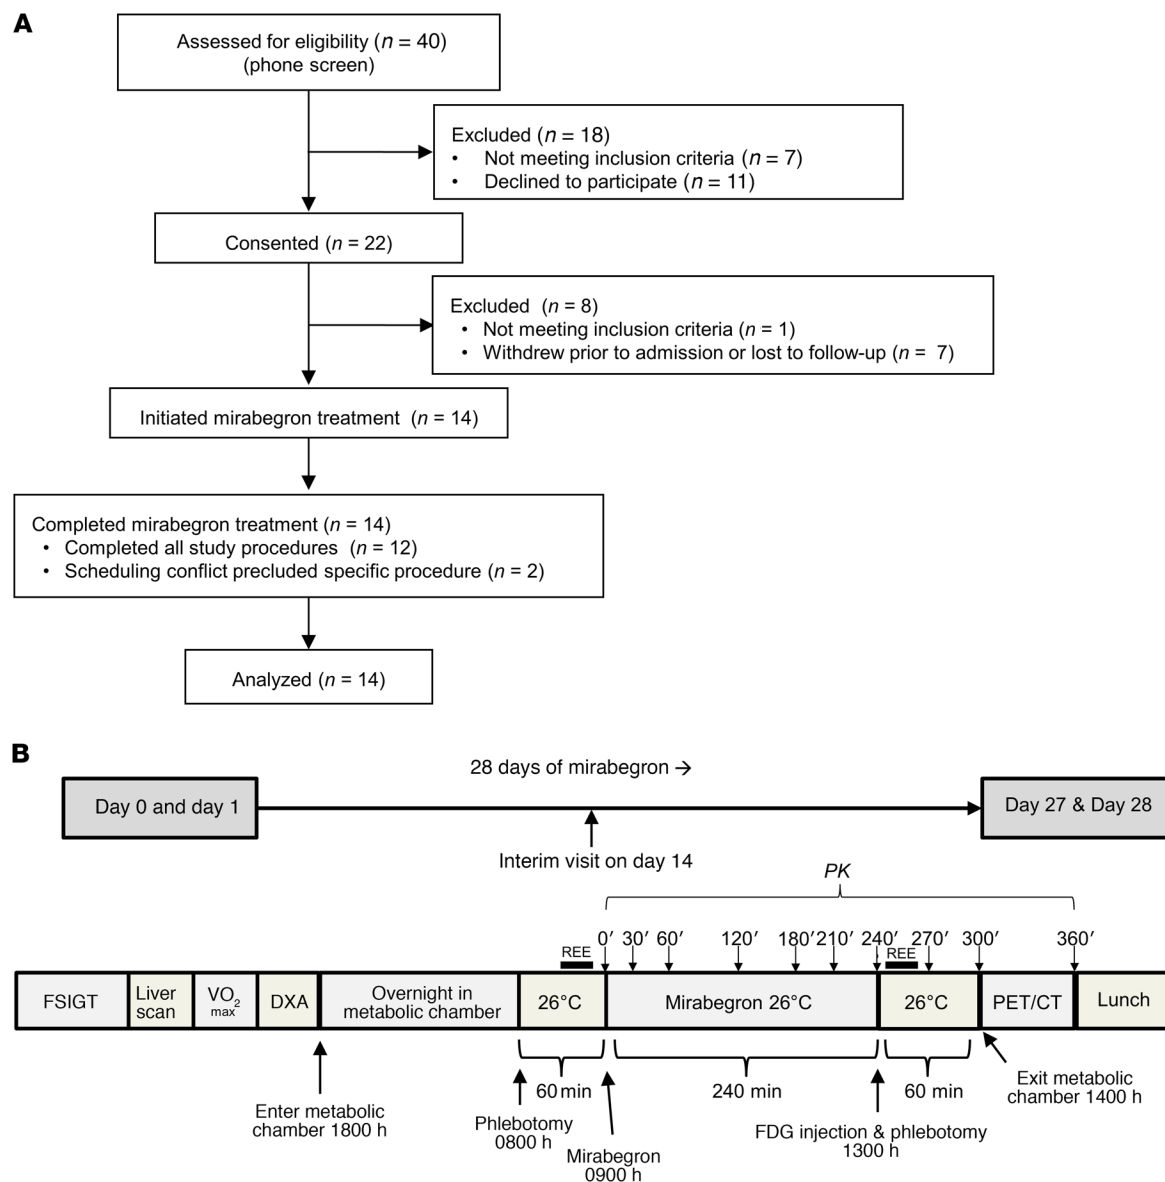 A
Assessed for eligibility (n = 40)
(phone screen)
Excluded (n = 18)
• Not meeting inclusion criteria (n = 7)
• Declined to participate (n = 11)
Consented (n = 22)
Excluded (n = 8)
• Not meeting inclusion criteria (n = 1)
• Withdrew prior to admission or lost to follow-up (n = 7)
Initiated mirabegron treatment (n = 14)
Completed mirabegron treatment (n = 14)
• Completed all study procedures (n = 12)
• Scheduling conflict precluded specific procedure (n = 2)
Analyzed (n = 14)
B
28 days of mirabegron →
Day 0 and day 1
Day 27 & Day 28
Interim visit on day 14
PK
0′ 30′ 60′ 120′ 180′ 210′ 240′ 270′ 300′ 360′
REE REE
FSIGT
Liver
scan
VO2
max
DXA
Overnight in
metabolic chamber
26°C
Mirabegron 26°C
26°C
PET/CT
Lunch
60 min
240 min
60 min
Enter metabolic
chamber 1800 h
Phlebotomy
0800 h
Mirabegron
0900 h
FDG injection & phlebotomy
1300 h
Exit metabolic
chamber 1400 h